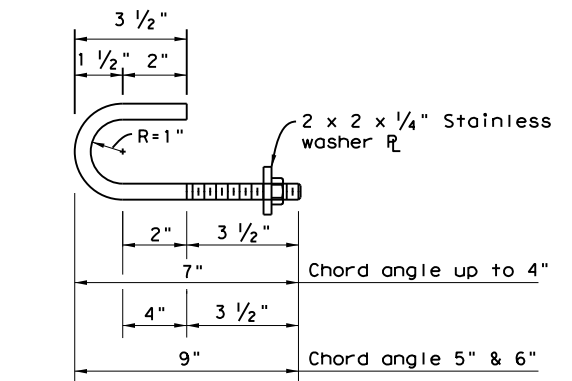 3 1/2"
1 1/2" 2"
R=1"
2 x 2 x 1/4" Stainless
washer PL
2" 3 1/2"
7" Chord angle up to 4"
4" 3 1/2"
9" Chord angle 5" & 6"